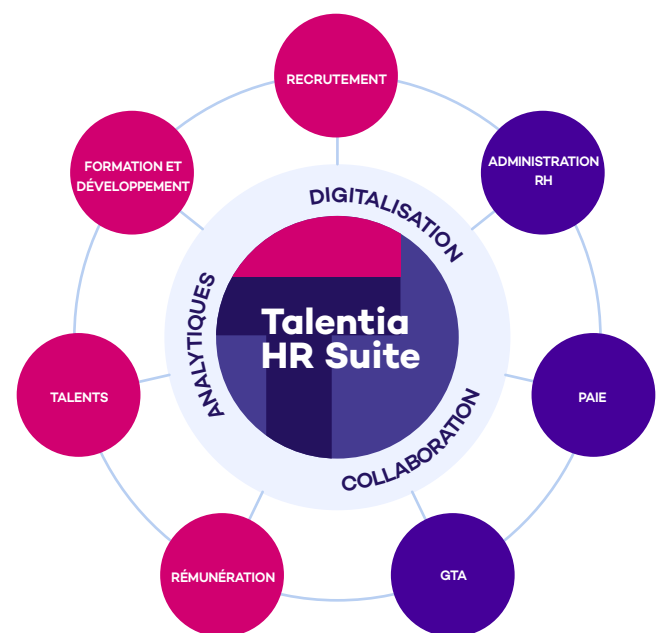 RECRUTEMENT
ADMINISTRATION
RH
PAIE
GTA
RÉMUNÉRATION
TALENTS
FORMATION ET
DÉVELOPPEMENT
DIGITALISATION
COLLABORATION
ANALYTIQUES
Talentia
HR Suite